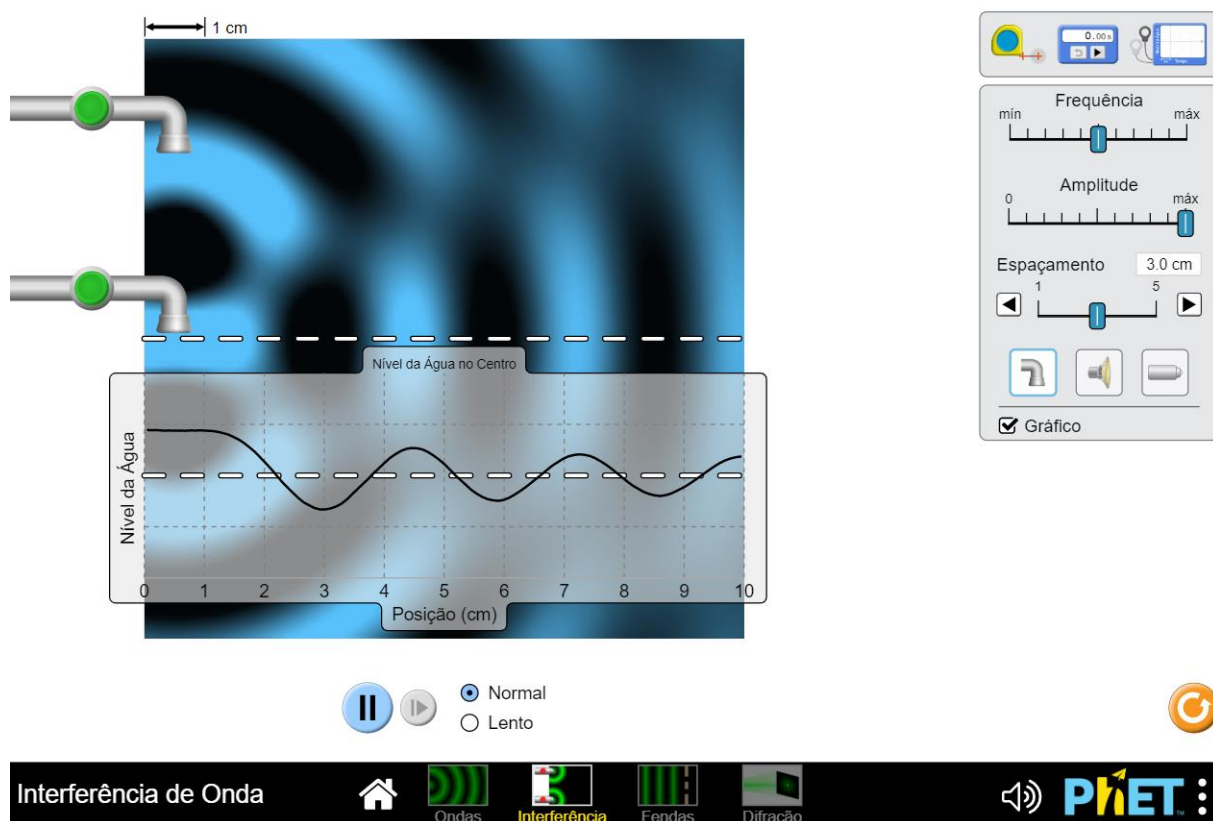 1 cm
0.00 s
Frequência
mín
máx
Amplitude
0
máx
Espaçamento
3.0 cm
1
5
Gráfico
Nível da Água no Centro
Nível da Água
0 1 2 3 4 5 6 7 8 9 10
Posição (cm)
Normal
Lento
Interferência de Onda
Ondas
Interferência
Fendas
Difração
PhET